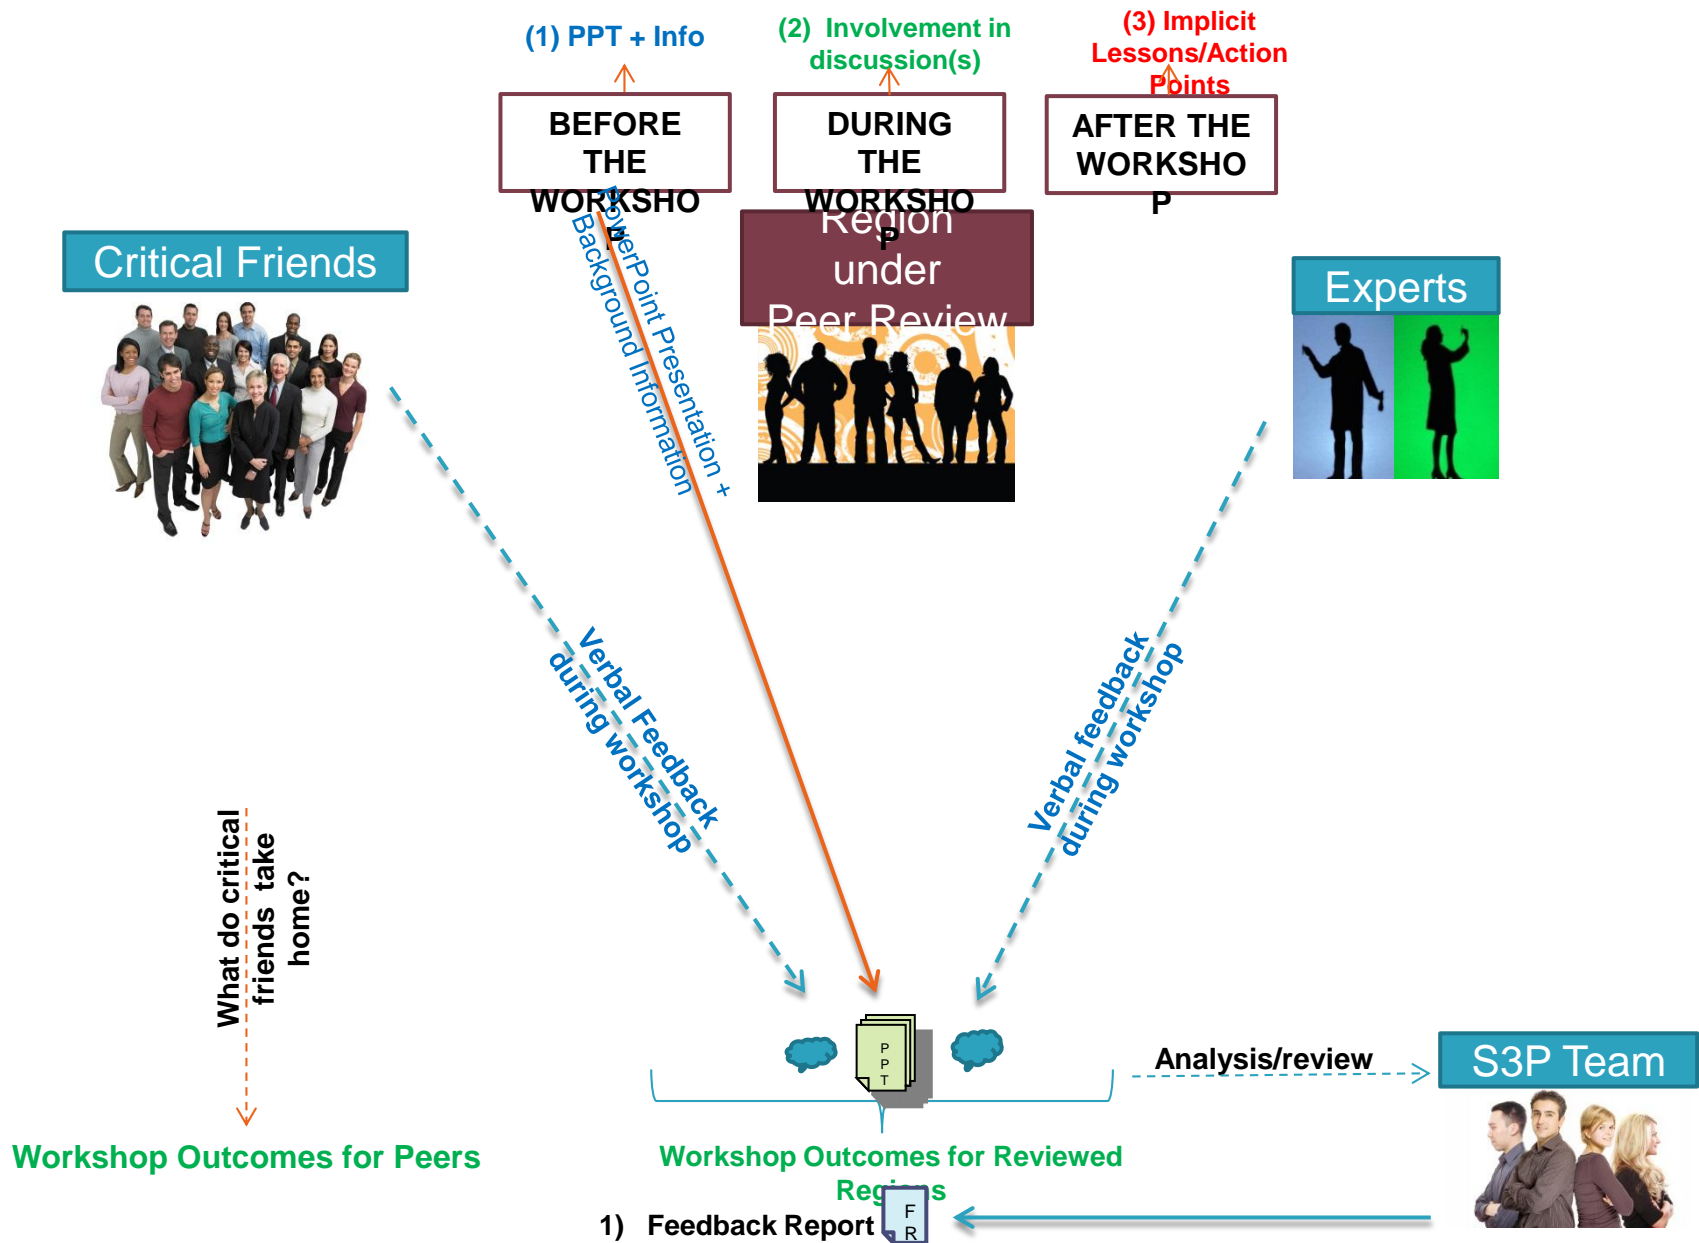 (1) PPT + Info
(2) Involvement in
discussion(s)
(3) Implicit
Lessons/Action
Points
BEFORE
THE
WORKSHO
P
DURING
THE
WORKSHO
P
AFTER THE
WORKSHO
P
Critical Friends
Region
under
Peer Review
Experts
PowerPoint Presentation +
Background Information
Verbal Feedback
during workshop
Verbal feedback
during workshop
What do critical
friends take
home?
P
P
T
Analysis/review
S3P Team
Workshop Outcomes for Peers
Workshop Outcomes for Reviewed
Regions
1) Feedback Report
F
R